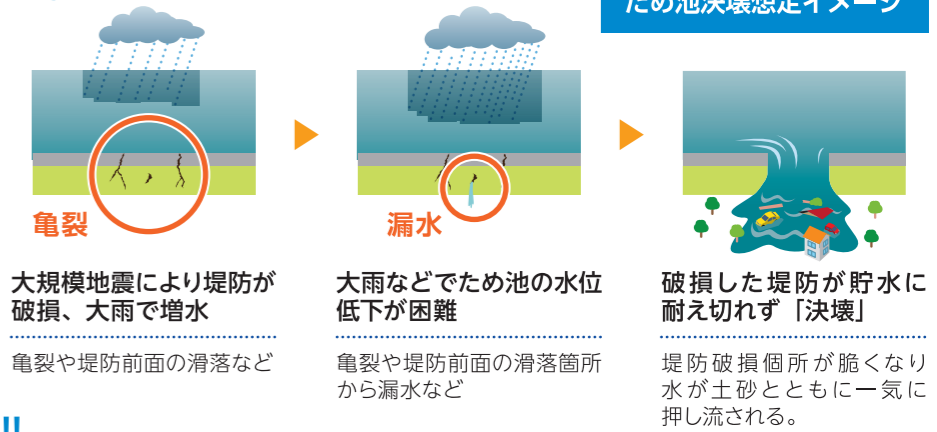 ため池決壊想定イメージ
亀裂
漏水
大規模地震により堤防が
破損、大雨で増水
亀裂や堤防前面の滑落など
大雨などでため池の水位
低下が困難
亀裂や堤防前面の滑落箇所
から漏水など
破損した堤防が貯水に
耐え切れず「決壊」
堤防破損個所が脆くなり
水が土砂とともに一気に
押し流される。
!!